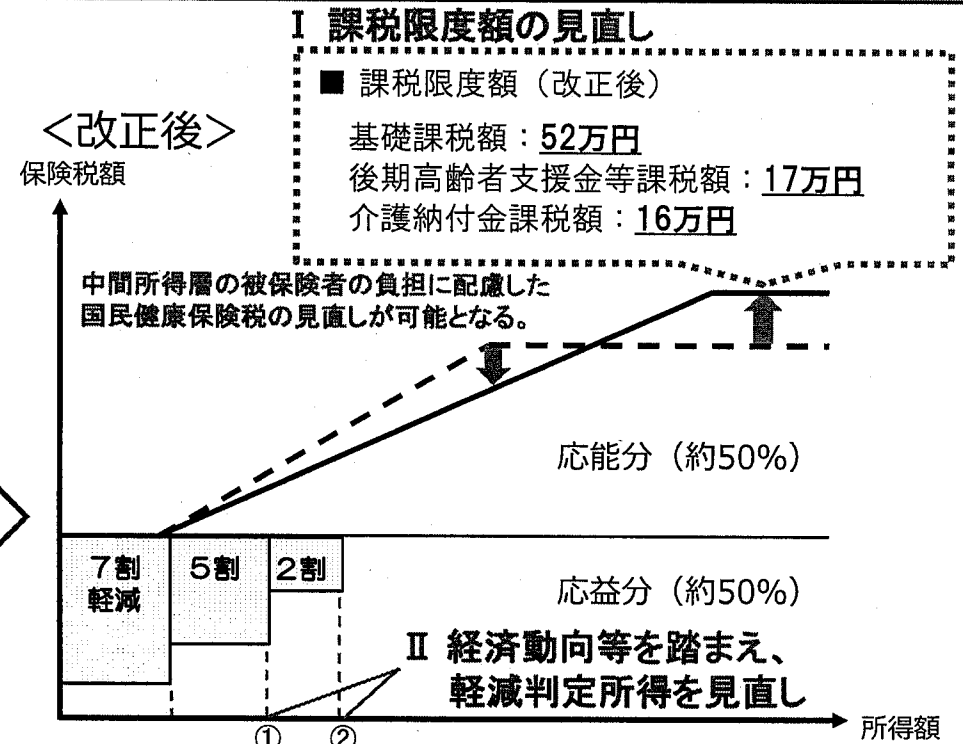 Ⅰ 課税限度額の見直し
■ 課税限度額（改正後）
基礎課税額：52万円
後期高齢者支援金等課税額：17万円
介護納付金課税額：16万円
＜改正後＞
保険税額
中間所得層の被保険者の負担に配慮した
国民健康保険税の見直しが可能となる。
応能分（約50%）
7割
軽減
5割
2割
応益分（約50%）
Ⅱ 経済動向等を踏まえ、
軽減判定所得を見直し
① ②
所得額